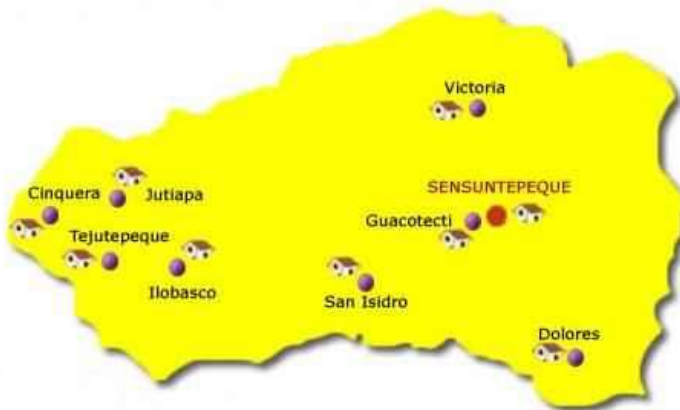 Victoria
SENSUNTEPEQUE
Cinquera
Jutiapa
Guacotecti
Tejutepeque
Ilobasco
San Isidro
Dolores